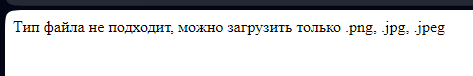 Тип файла не подходит, можно загрузить только .png, .jpg, .jpeg